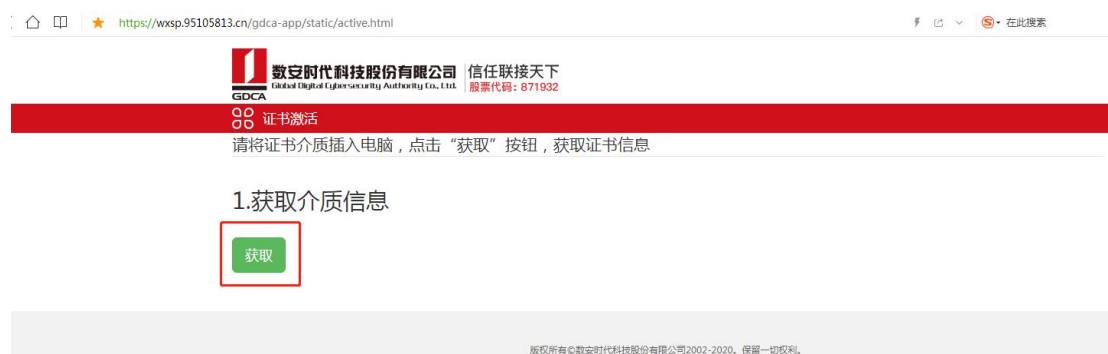 https://wxsp.95105813.cn/gdca-app/static/active.html
在此搜索
数安时代科技股份有限公司
Global Digital Cybersecurity Authority Co., Ltd.
GDCA
信任联接天下
股票代码：871932
证书激活
请将证书介质插入电脑，点击“获取”按钮，获取证书信息
1.获取介质信息
获取
版权所有©数安时代科技股份有限公司2002-2020。保留一切权利。